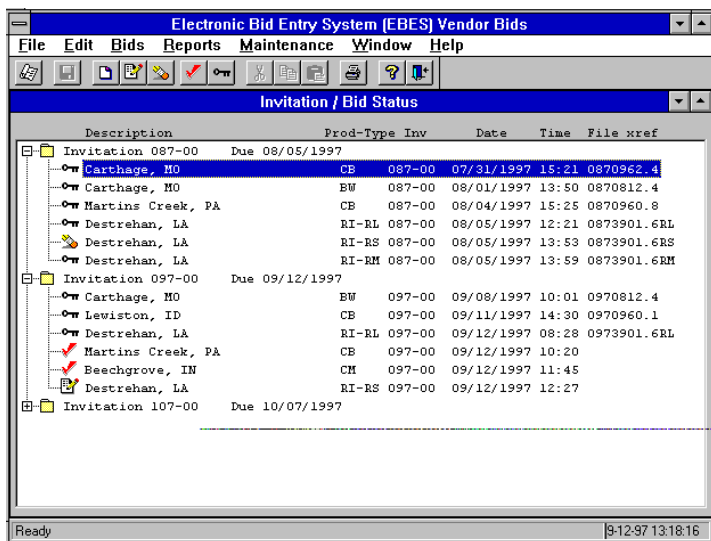 Electronic Bid Entry System (EBES) Vendor Bids
File Edit Bids Reports Maintenance Window Help
Invitation / Bid Status
Description Prod-Type Inv Date Time File xref
Invitation 087-00 Due 08/05/1997
Carthage, MO CB 087-00 07/31/1997 15:21 0870962.4
Carthage, MO BW 087-00 08/01/1997 13:50 0870812.4
Martins Creek, PA CB 087-00 08/04/1997 15:25 0870960.8
Destrehan, LA RI-RL 087-00 08/05/1997 12:21 0873901.6RL
Destrehan, LA RI-RS 087-00 08/05/1997 13:53 0873901.6RS
Destrehan, LA RI-RM 087-00 08/05/1997 13:59 0873901.6RM
Invitation 097-00 Due 09/12/1997
Carthage, MO BW 097-00 09/08/1997 10:01 0970812.4
Lewiston, ID CB 097-00 09/11/1997 14:30 0970960.1
Destrehan, LA RI-RL 097-00 09/12/1997 08:28 0973901.6RL
Martins Creek, PA CB 097-00 09/12/1997 10:20
Beechgrove, IN CM 097-00 09/12/1997 11:45
Destrehan, LA RI-RS 097-00 09/12/1997 12:27
Invitation 107-00 Due 10/07/1997
Ready 9-12-97 13:18:16